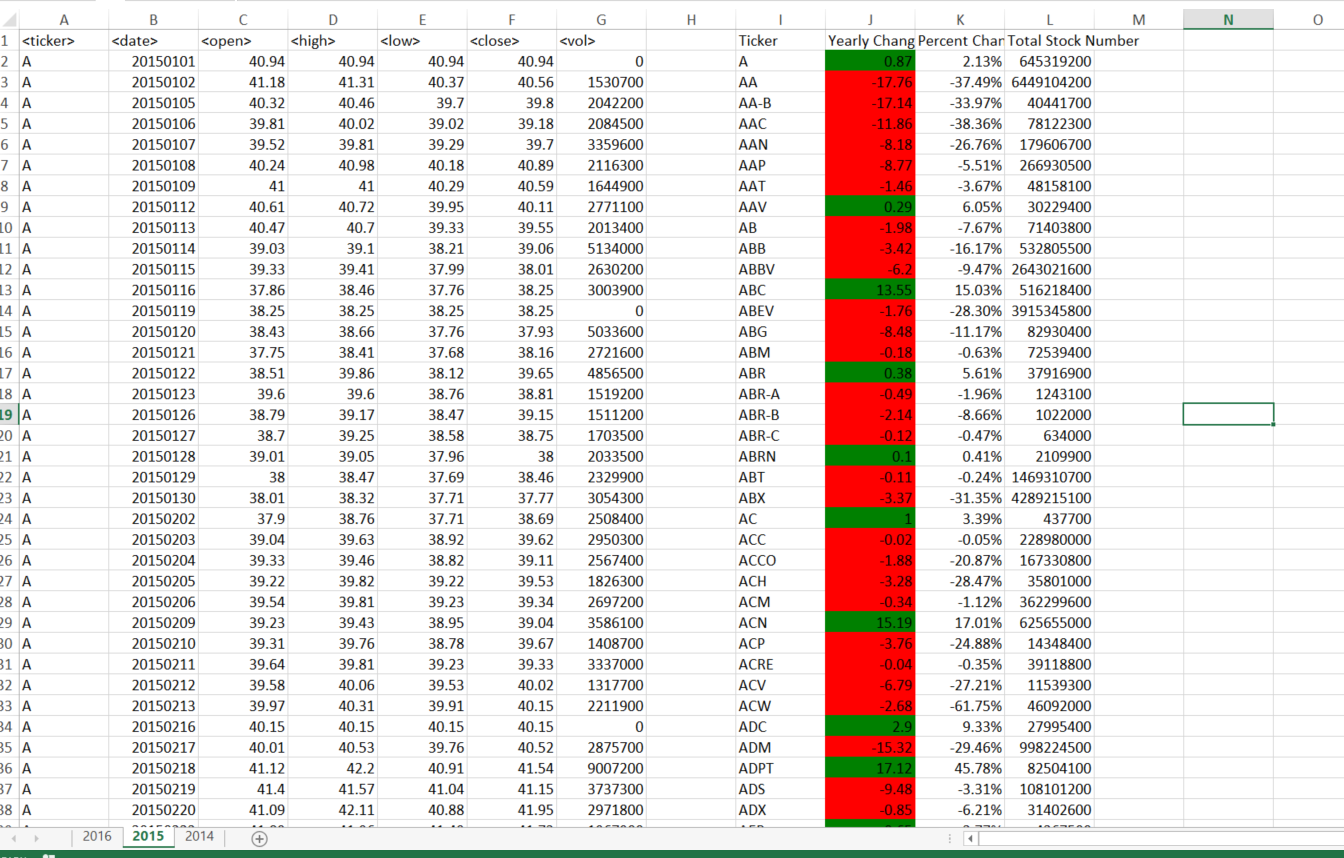 A B C D E F G H I J K L M N O
1 <ticker> <date> <open> <high> <low> <close> <vol> Ticker Yearly Chang Percent Char Total Stock Number
2 A 20150101 40.94 40.94 40.94 40.94 0 A 0.87 2.13% 645319200
3 A 20150102 41.18 41.31 40.37 40.56 1530700 AA -17.76 -37.49% 6449104200
4 A 20150105 40.32 40.46 39.7 39.8 2042200 AA-B -17.14 -33.97% 40441700
5 A 20150106 39.81 40.02 39.02 39.18 2084500 AAC -11.86 -38.36% 78122300
6 A 20150107 39.52 39.81 39.29 39.7 3359600 AAN -8.18 -26.76% 179606700
7 A 20150108 40.24 40.98 40.18 40.89 2116300 AAP -8.77 -5.51% 266930500
8 A 20150109 41 41 40.29 40.59 1644900 AAT -1.46 -3.67% 48158100
9 A 20150112 40.61 40.72 39.95 40.11 2771100 AAV 0.29 6.05% 30229400
10 A 20150113 40.47 40.7 39.33 39.55 2013400 AB -1.98 -7.67% 71403800
11 A 20150114 39.03 39.1 38.21 39.06 5134000 ABB -3.42 -16.17% 532805500
12 A 20150115 39.33 39.41 37.99 38.01 2630200 ABBV -6.2 -9.47% 2643021600
13 A 20150116 37.86 38.46 37.76 38.25 3003900 ABC 13.55 15.03% 516218400
14 A 20150119 38.25 38.25 38.25 38.25 0 ABEV -1.76 -28.30% 3915345800
15 A 20150120 38.43 38.66 37.76 37.93 5033600 ABG -8.48 -11.17% 82930400
16 A 20150121 37.75 38.41 37.68 38.16 2721600 ABM -0.18 -0.63% 72539400
17 A 20150122 38.51 39.86 38.12 39.65 4856500 ABR 0.38 5.61% 37916900
18 A 20150123 39.6 39.6 38.76 38.81 1519200 ABR-A -0.49 -1.96% 1243100
19 A 20150126 38.79 39.17 38.47 39.15 1511200 ABR-B -2.14 -8.66% 1022000
20 A 20150127 38.7 39.25 38.58 38.75 1703500 ABR-C -0.12 -0.47% 634000
21 A 20150128 39.01 39.05 37.96 38 2033500 ABRN 0.1 0.41% 2109900
22 A 20150129 38 38.47 37.69 38.46 2329900 ABT -0.11 -0.24% 1469310700
23 A 20150130 38.01 38.32 37.71 37.77 3054300 ABX -3.37 -31.35% 4289215100
24 A 20150202 37.9 38.76 37.71 38.69 2508400 AC 1 3.39% 437700
25 A 20150203 39.04 39.63 38.92 39.62 2950300 ACC -0.02 -0.05% 228980000
26 A 20150204 39.33 39.46 38.82 39.11 2567400 ACCO -1.88 -20.87% 167330800
27 A 20150205 39.22 39.82 39.22 39.53 1826300 ACH -3.28 -28.47% 35801000
28 A 20150206 39.54 39.81 39.23 39.34 2697200 ACM -0.34 -1.12% 362299600
29 A 20150209 39.23 39.43 38.95 39.04 3586100 ACN 15.19 17.01% 625655000
30 A 20150210 39.31 39.76 38.78 39.67 1408700 ACP -3.76 -24.88% 14348400
31 A 20150211 39.64 39.81 39.23 39.33 3337000 ACRE -0.04 -0.35% 39118800
32 A 20150212 39.58 40.06 39.53 40.02 1317700 ACV -6.79 -27.21% 11539300
33 A 20150213 39.97 40.31 39.91 40.15 2211900 ACW -2.68 -61.75% 46092000
34 A 20150216 40.15 40.15 40.15 40.15 0 ADC 2.9 9.33% 27995400
35 A 20150217 40.01 40.53 39.76 40.52 2875700 ADM -15.32 -29.46% 998224500
36 A 20150218 41.12 42.2 40.91 41.54 9007200 ADPT 17.12 45.78% 82504100
37 A 20150219 41.4 41.57 41.04 41.15 3737300 ADS -9.48 -3.31% 108101200
38 A 20150220 41.09 42.11 40.88 41.95 2971800 ADX -0.85 -6.21% 31402600
2016 2015 2014